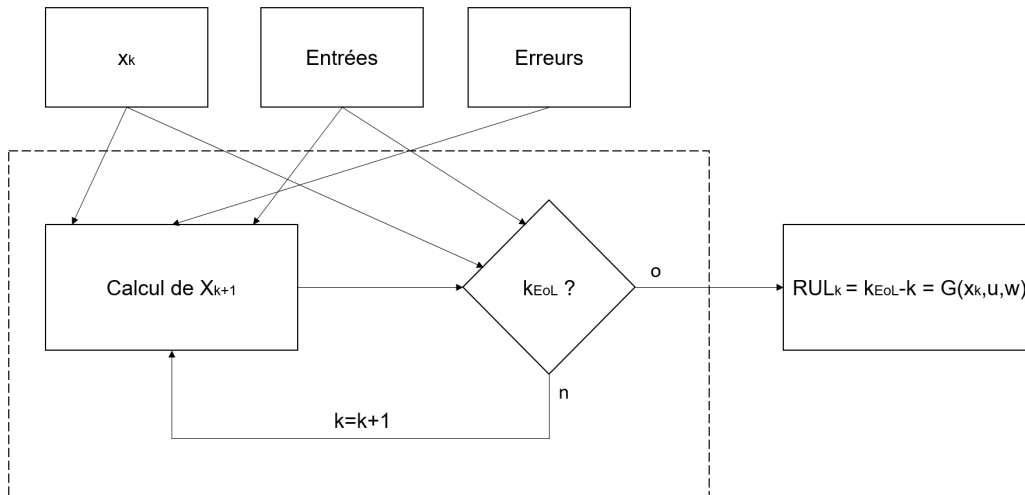 xk
Entrées
Erreurs
Calcul de Xk+1
kEoL ?
o
RULk = kEoL-k = G(xk,u,w)
n
k=k+1